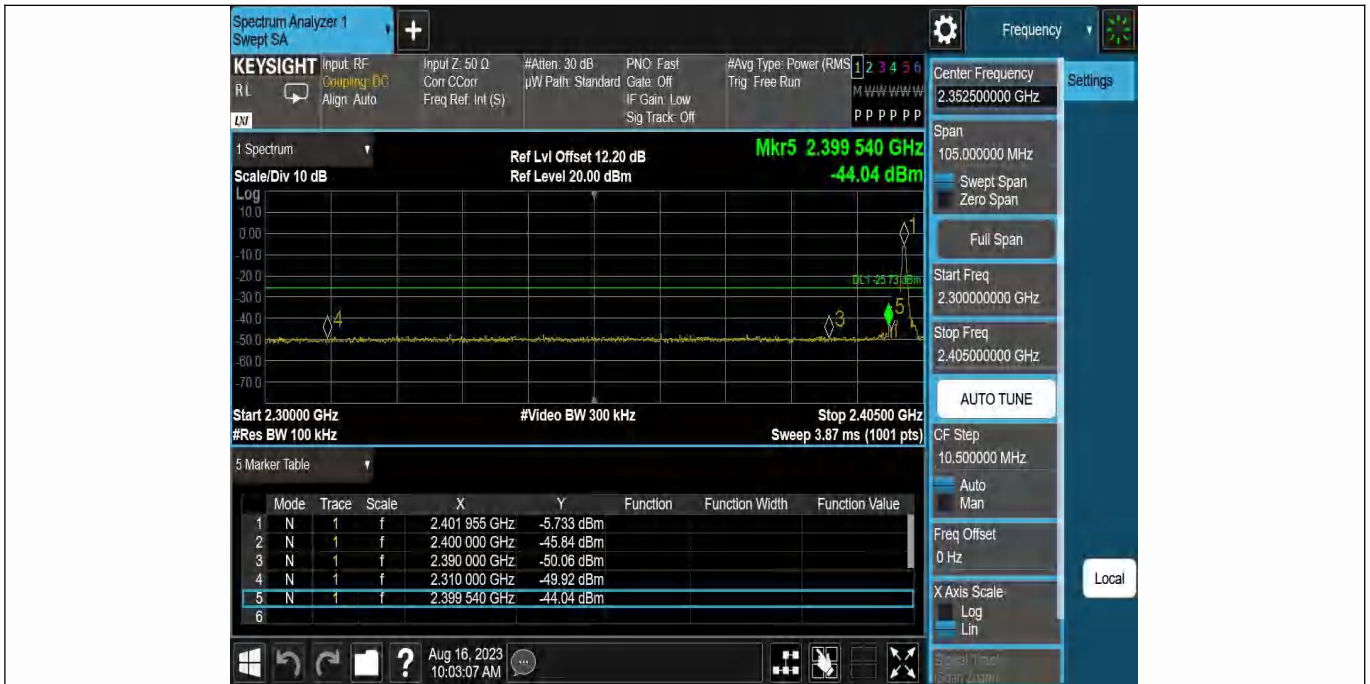 Spectrum Analyzer 1
Swept SA
+
Frequency
KEYSIGHT
RL
LXI
Input: RF
Coupling: DC
Align: Auto
Input Z: 50 Ω
Corr CCorr
Freq Ref: Int (S)
#Atten: 30 dB
µW Path: Standard
PNO: Fast
Gate: Off
IF Gain: Low
Sig Track: Off
#Avg Type: Power (RMS
Trig: Free Run
1 2 3 4 5 6
M W W W W W
P P P P P P
1 Spectrum
Scale/Div 10 dB
Ref Lvl Offset 12.20 dB
Ref Level 20.00 dBm
Mkr5 2.399 540 GHz
-44.04 dBm
Log
10.0
0.00
-10.0
-20.0
-30.0
-40.0
-50.0
-60.0
-70.0
1
DL1 -25.73 dBm
5
3
4
Start 2.30000 GHz
#Video BW 300 kHz
Stop 2.40500 GHz
#Res BW 100 kHz
Sweep 3.87 ms (1001 pts)
5 Marker Table
Mode Trace Scale X Y Function Function Width Function Value
1 N 1 f 2.401 955 GHz -5.733 dBm
2 N 1 f 2.400 000 GHz -45.84 dBm
3 N 1 f 2.390 000 GHz -50.06 dBm
4 N 1 f 2.310 000 GHz -49.92 dBm
5 N 1 f 2.399 540 GHz -44.04 dBm
6
?
Aug 16, 2023
10:03:07 AM
Center Frequency
2.352500000 GHz
Settings
Span
105.000000 MHz
Swept Span
Zero Span
Full Span
Start Freq
2.300000000 GHz
Stop Freq
2.405000000 GHz
AUTO TUNE
CF Step
10.500000 MHz
Auto
Man
Freq Offset
0 Hz
X Axis Scale
Log
Lin
Local
Signal Track
(Span Zoom)